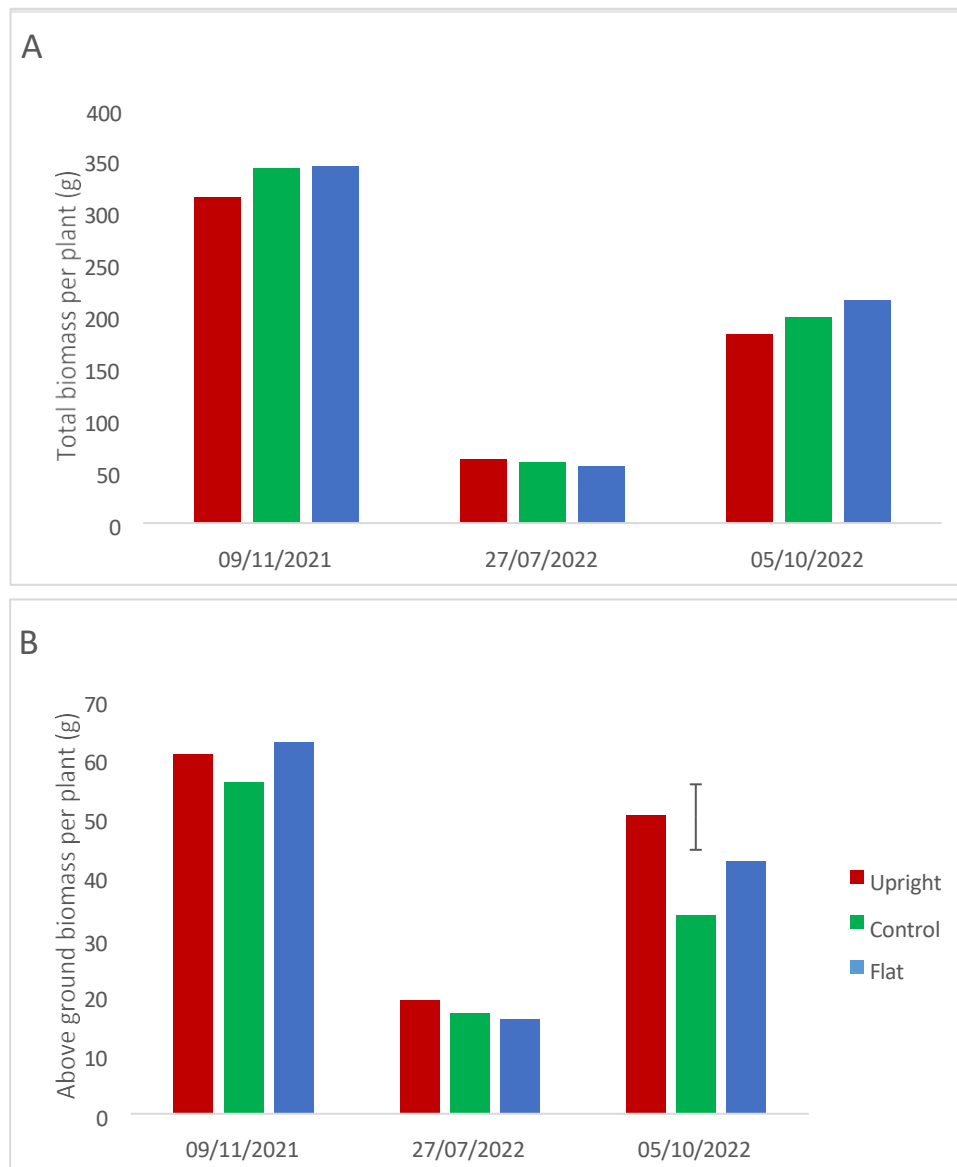 A
Total biomass per plant (g)
400
350
300
250
200
150
100
50
0
09/11/2021 27/07/2022 05/10/2022
B
Above ground biomass per plant (g)
70
60
50
40
30
20
10
0
09/11/2021 27/07/2022 05/10/2022
Upright
Control
Flat